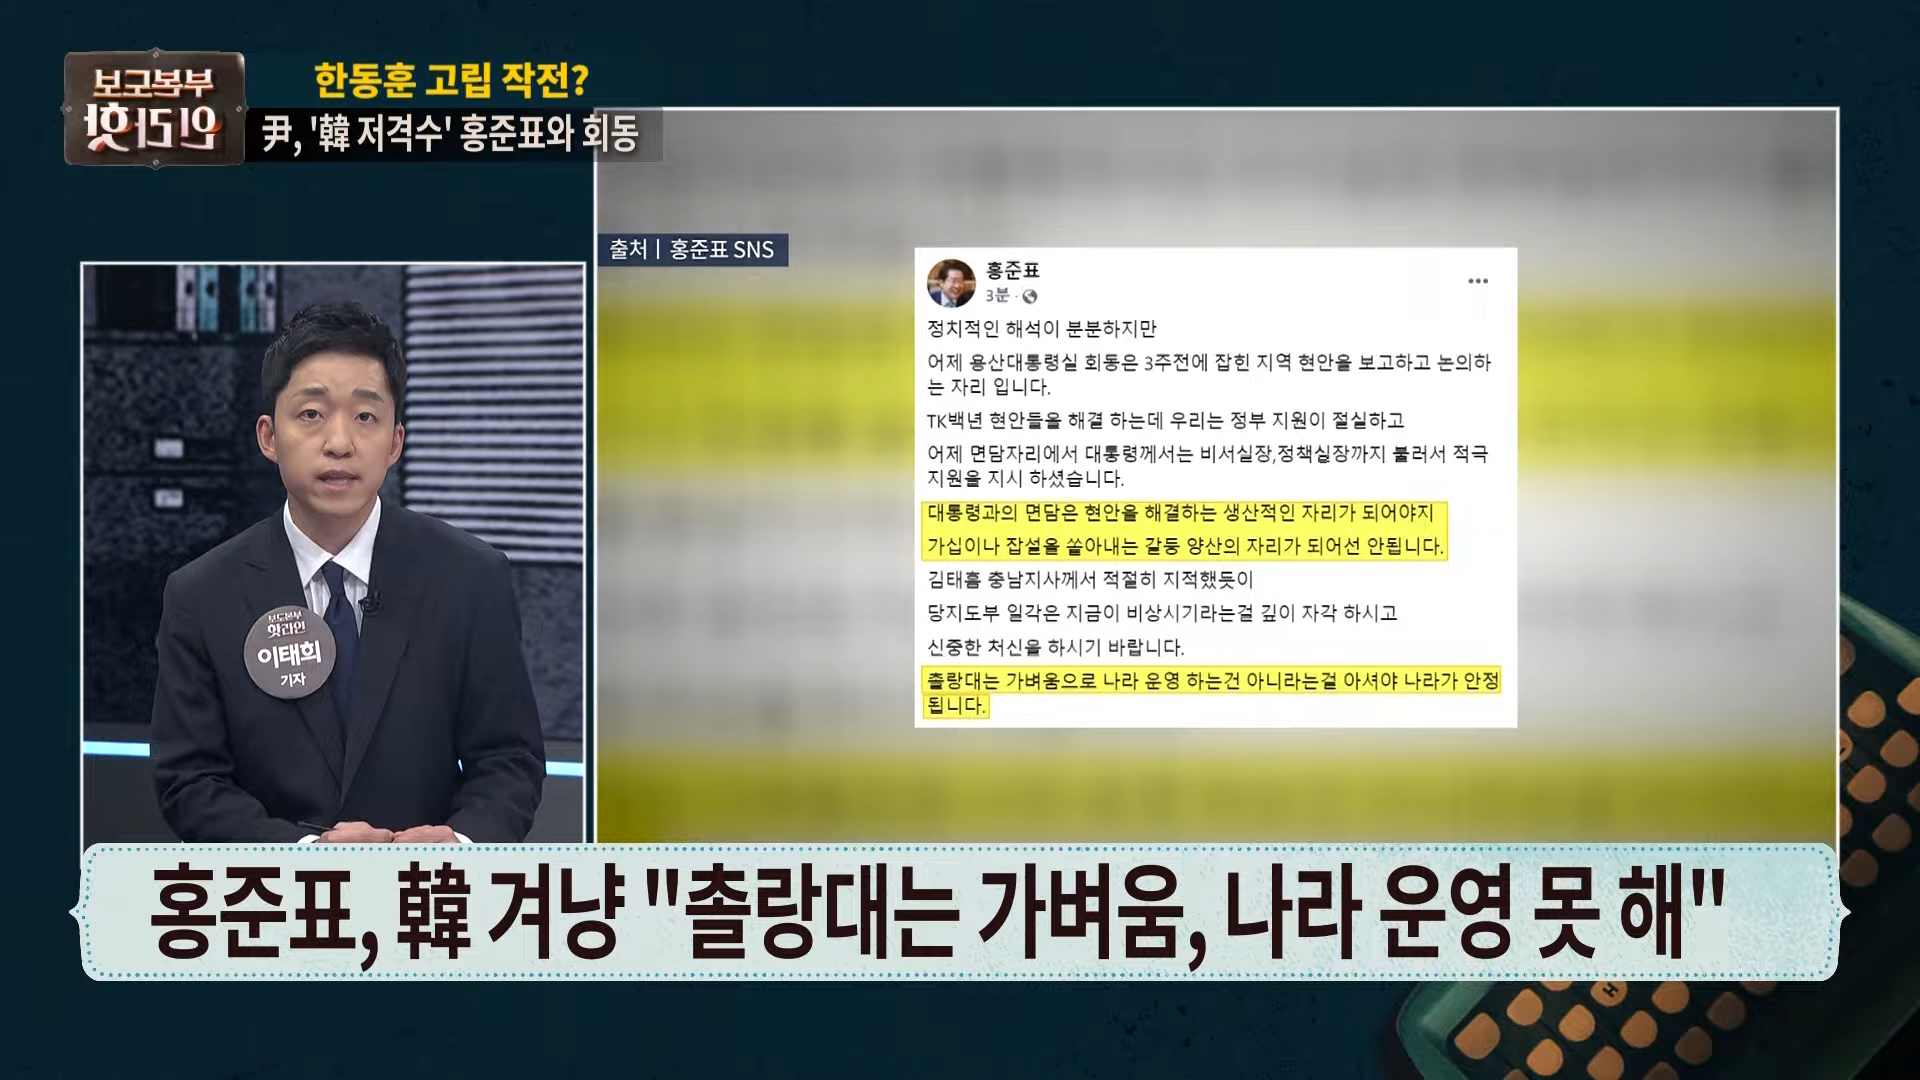 보고봄부
핫라인
한동훈 고립 작전?
尹, '韓 저격수' 홍준표와 회동
출처 | 홍준표 SNS
홍준표
3분 ·
정치적인 해석이 분분하지만
어제 용산대통령실 회동은 3주전에 잡힌 지역 현안을 보고하고 논의하
는 자리 입니다.
TK백년 현안들을 해결 하는데 우리는 정부 지원이 절실하고
어제 면담자리에서 대통령께서는 비서실장,정책실장까지 불러서 적극
지원을 지시 하셨습니다.
대통령과의 면담은 현안을 해결하는 생산적인 자리가 되어야지
가십이나 잡설을 쏟아내는 갈등 양산의 자리가 되어선 안됩니다.
김태흠 충남지사께서 적절히 지적했듯이
당지도부 일각은 지금이 비상시기라는걸 깊이 자각 하시고
신중한 처신을 하시기 바랍니다.
촐랑대는 가벼움으로 나라 운영 하는건 아니라는걸 아셔야 나라가 안정
됩니다.
보도본부
핫라인
이태희
기자
홍준표, 韓 겨냥 "촐랑대는 가벼움, 나라 운영 못 해"